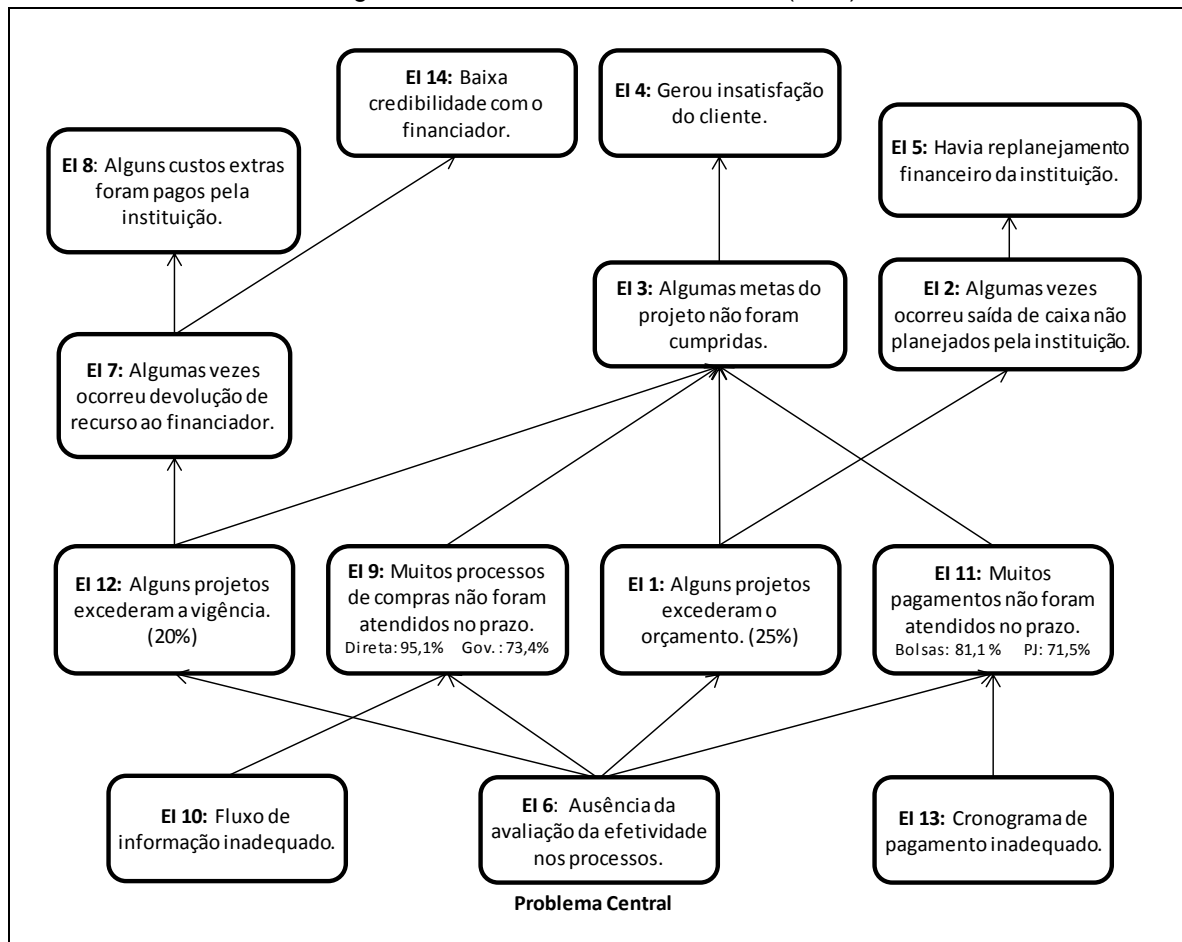 EI 14: Baixa
credibilidade com o
financiador.
EI 4: Gerou insatisfação
do cliente.
EI 8: Alguns custos extras
foram pagos pela
instituição.
EI 5: Havia replanejamento
financeiro da instituição.
EI 3: Algumas metas do
projeto não foram
cumpridas.
EI 2: Algumas vezes
ocorreu saída de caixa não
planejados pela instituição.
EI 7: Algumas vezes
ocorreu devolução de
recurso ao financiador.
EI 12: Alguns projetos
excederam a vigência.
(20%)
EI 9: Muitos processos
de compras não foram
atendidos no prazo.
Direta: 95,1% Gov. : 73,4%
EI 1: Alguns projetos
excederam o
orçamento. (25%)
EI 11: Muitos
pagamentos não foram
atendidos no prazo.
Bolsas: 81,1 % PJ: 71,5%
EI 10: Fluxo de
informação inadequado.
EI 6: Ausência da
avaliação da efetividade
nos processos.
EI 13: Cronograma de
pagamento inadequado.
Problema Central